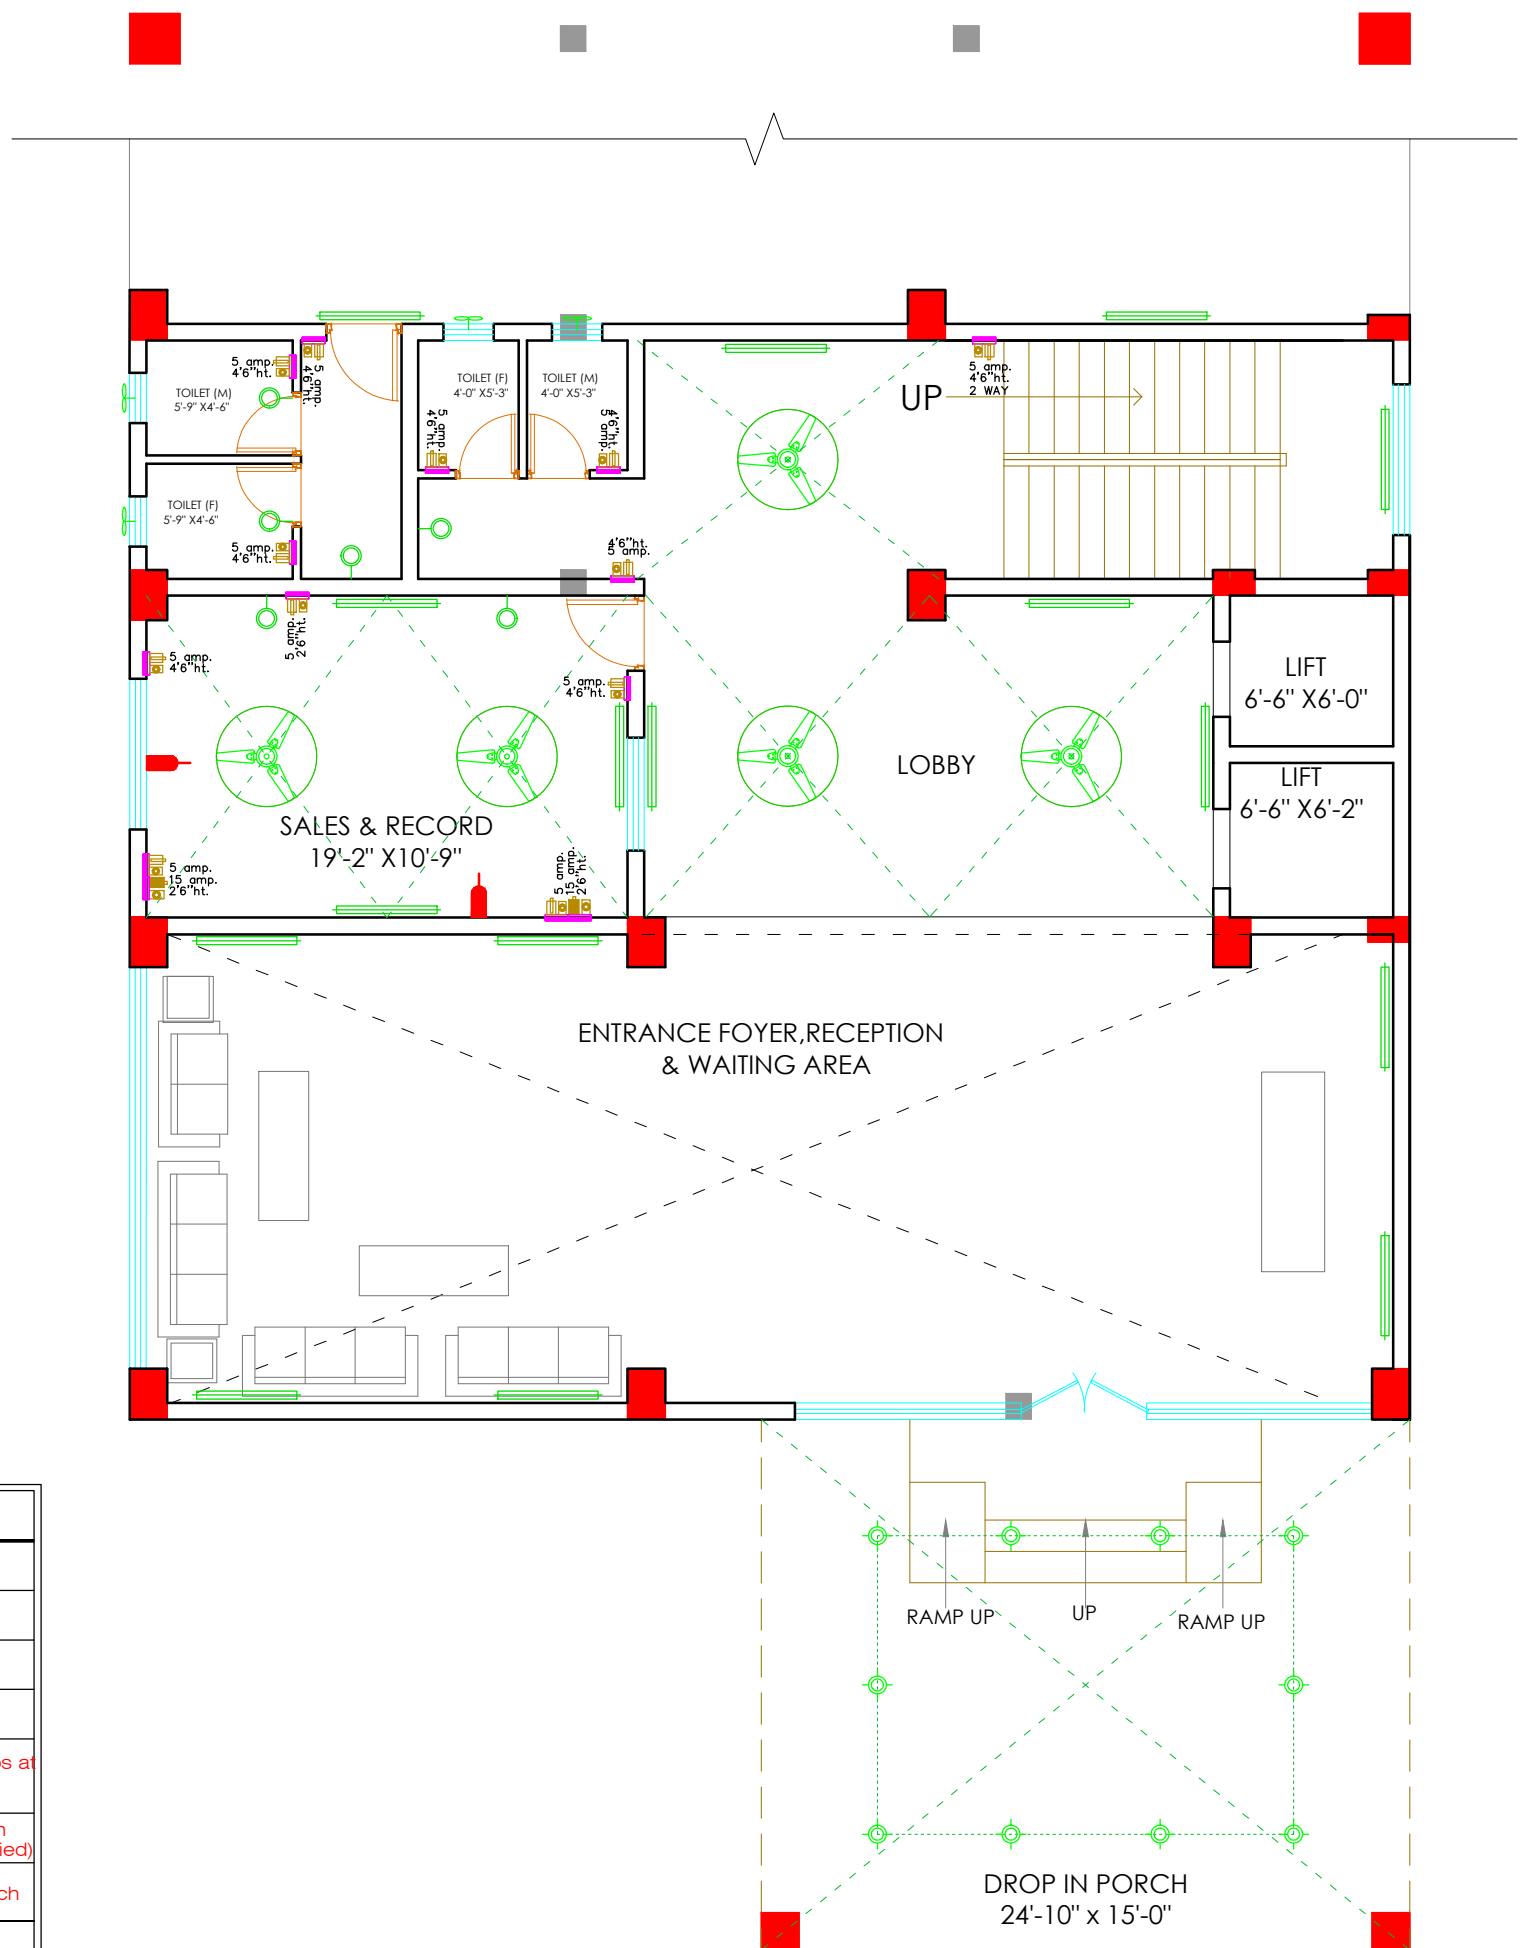 5 amp.
4'6"ht.
TOILET (M)
5'-9" X4'-6"
5 amp.
4'6"ht.
TOILET (F)
4'-0" X5'-3"
TOILET (M)
4'-0" X5'-3"
5 amp.
4'6"ht.
4'6"ht.
5 amp.
UP
5 amp.
4'6"ht.
2 WAY
TOILET (F)
5'-9" X4'-6"
5 amp.
4'6"ht.
4'6"ht.
5 amp.
5 amp.
2'6"ht.
5 amp.
4'6"ht.
5 amp.
4'6"ht.
LIFT
6'-6" X6'-0"
LOBBY
LIFT
6'-6" X6'-2"
SALES & RECORD
19'-2" X10'-9"
5 amp.
15 amp.
2'6"ht.
5 amp.
15 amp.
2'6"ht.
ENTRANCE FOYER,RECEPTION
& WAITING AREA
RAMP UP
UP
RAMP UP
DROP IN PORCH
24'-10" x 15'-0"